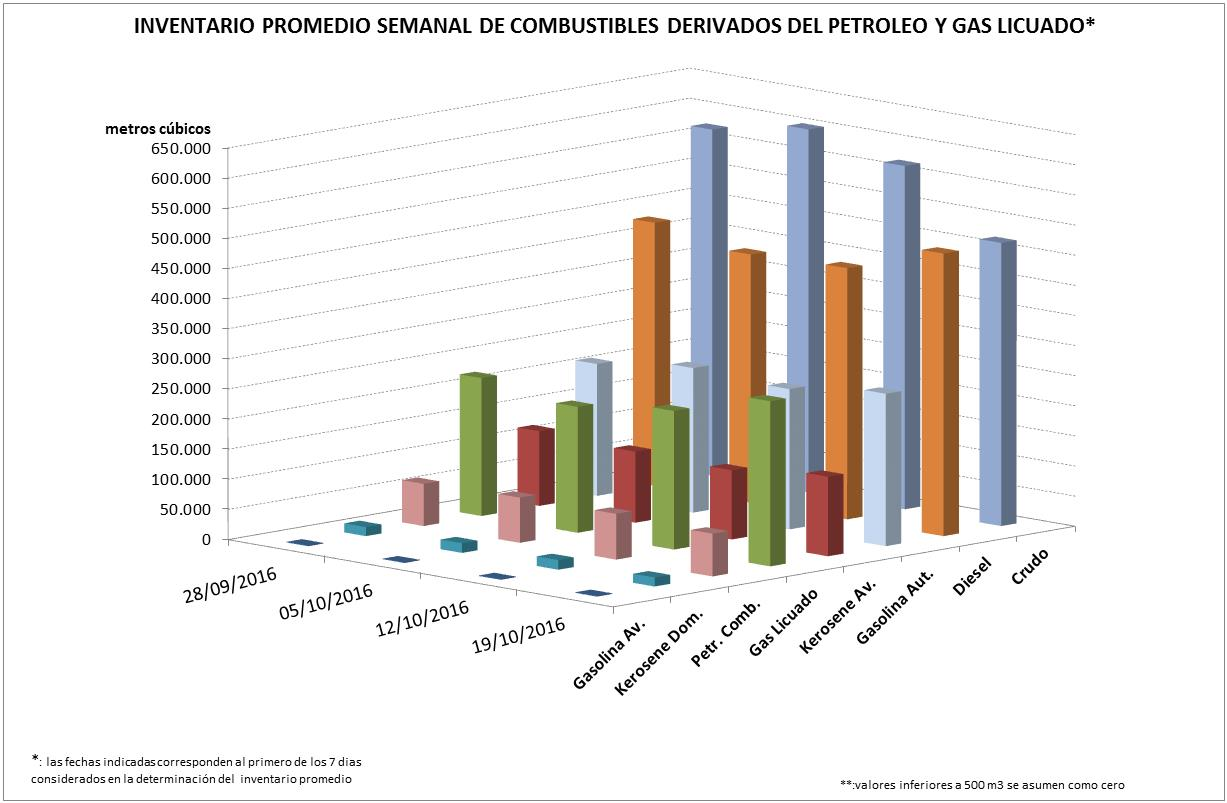 INVENTARIO PROMEDIO SEMANAL DE COMBUSTIBLES DERIVADOS DEL PETROLEO Y GAS LICUADO*
metros cúbicos
650.000
600.000
550.000
500.000
450.000
400.000
350.000
300.000
250.000
200.000
150.000
100.000
50.000
0
28/09/2016
05/10/2016
12/10/2016
19/10/2016
Gasolina Av.
Kerosene Dom.
Petr. Comb.
Gas Licuado
Kerosene Av.
Gasolina Aut.
Diesel
Crudo
*: las fechas indicadas corresponden al primero de los 7 dias
considerados en la determinación del inventario promedio
**:valores inferiores a 500 m3 se asumen como cero